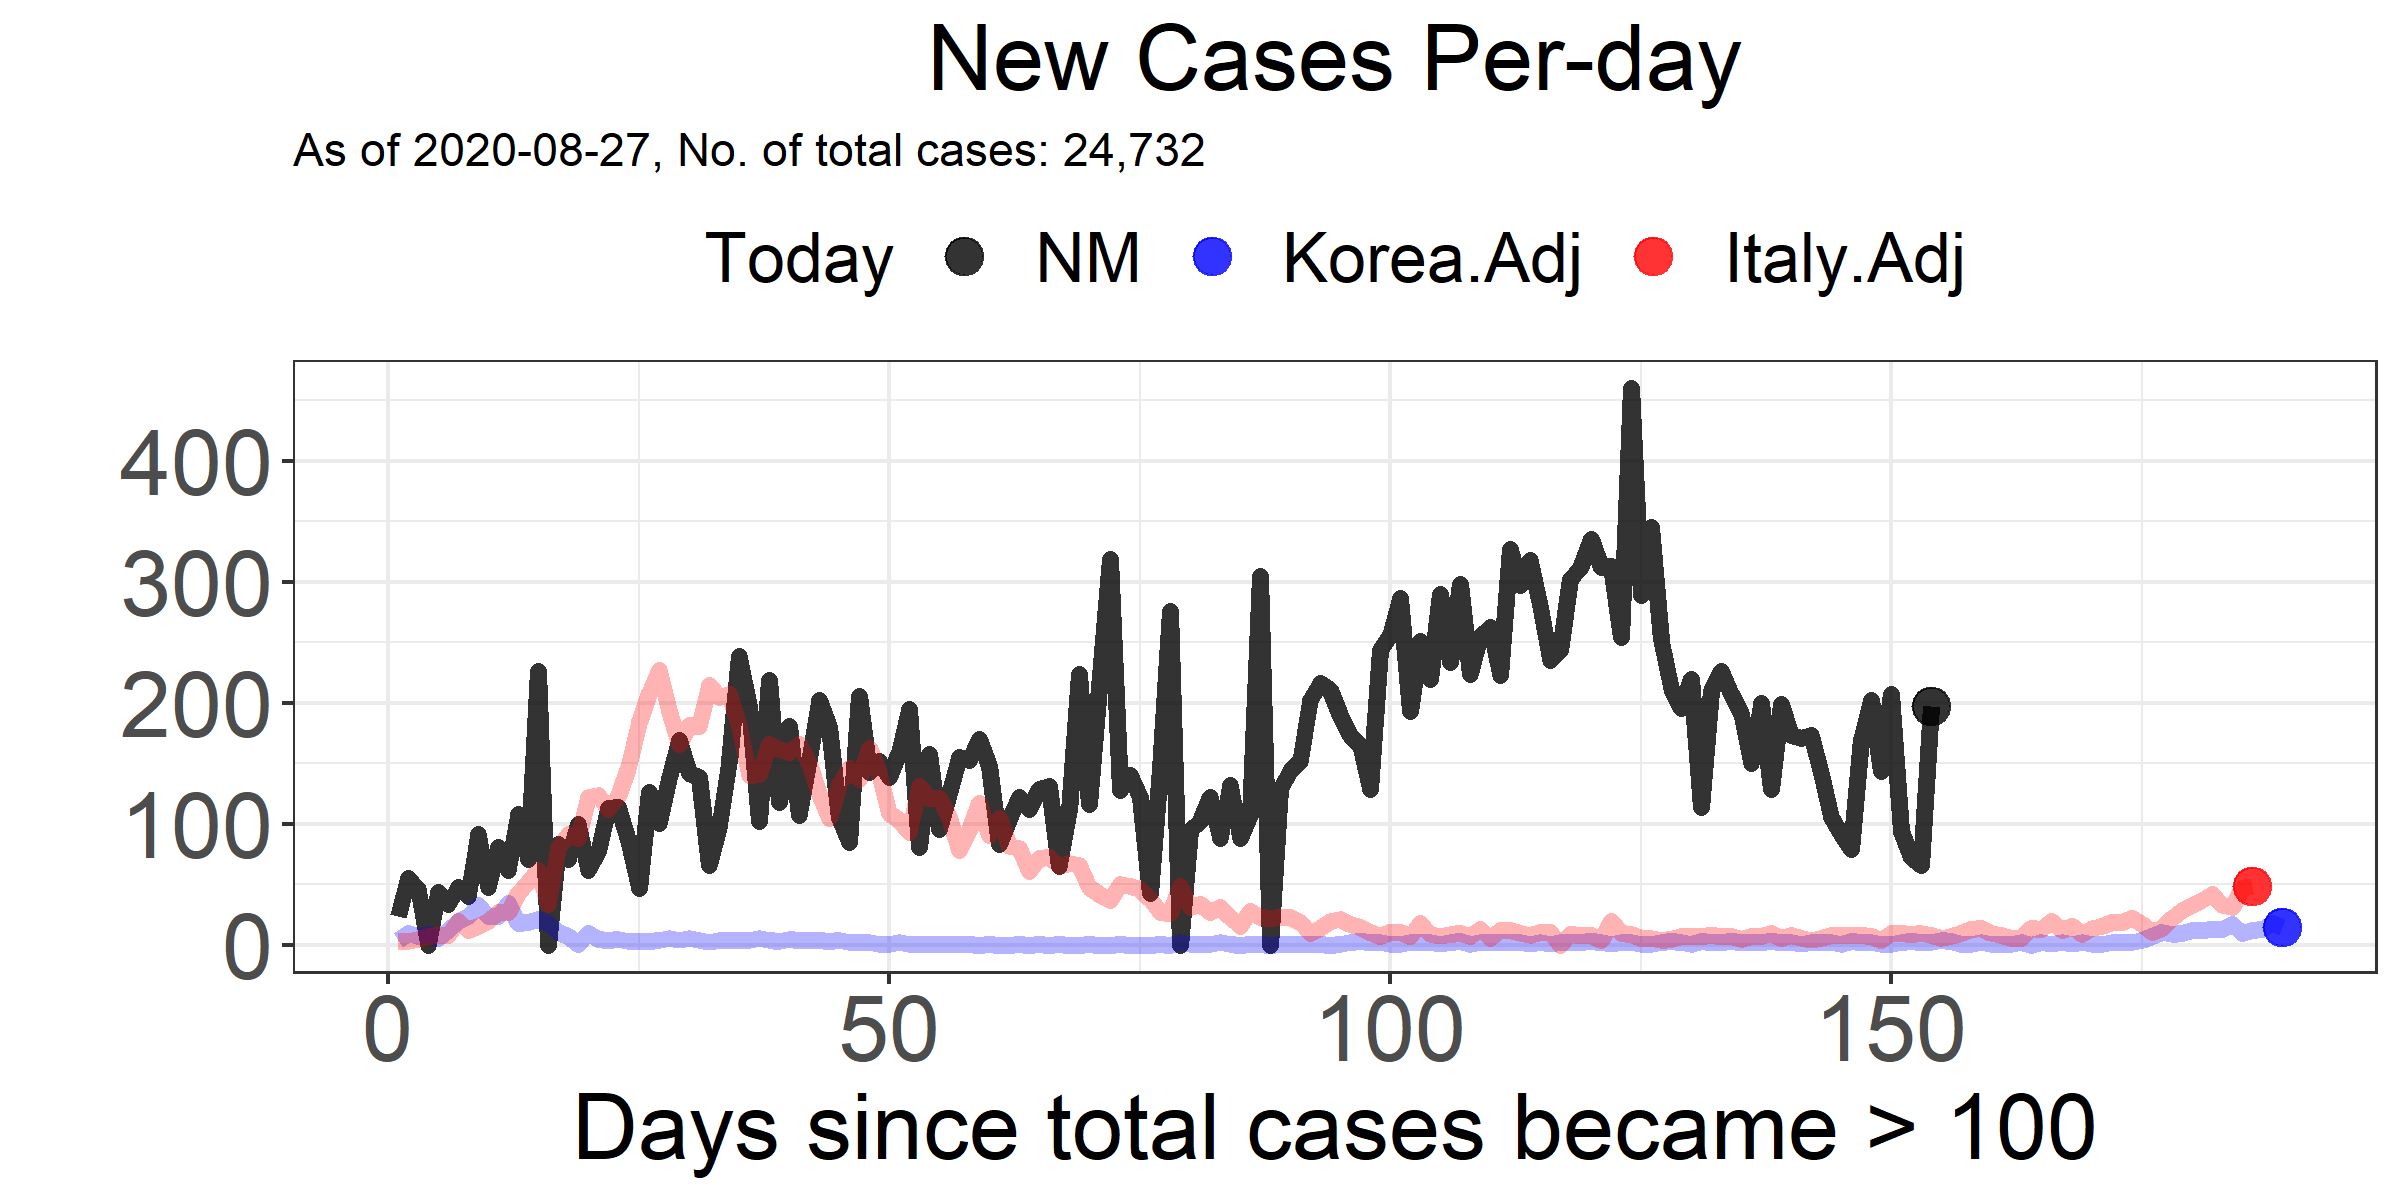 New Cases Per-day
As of 2020-08-27, No. of total cases: 24,732
Today NM Korea.Adj Italy.Adj
400
300
200
100
0
0 50 100 150
Days since total cases became > 100